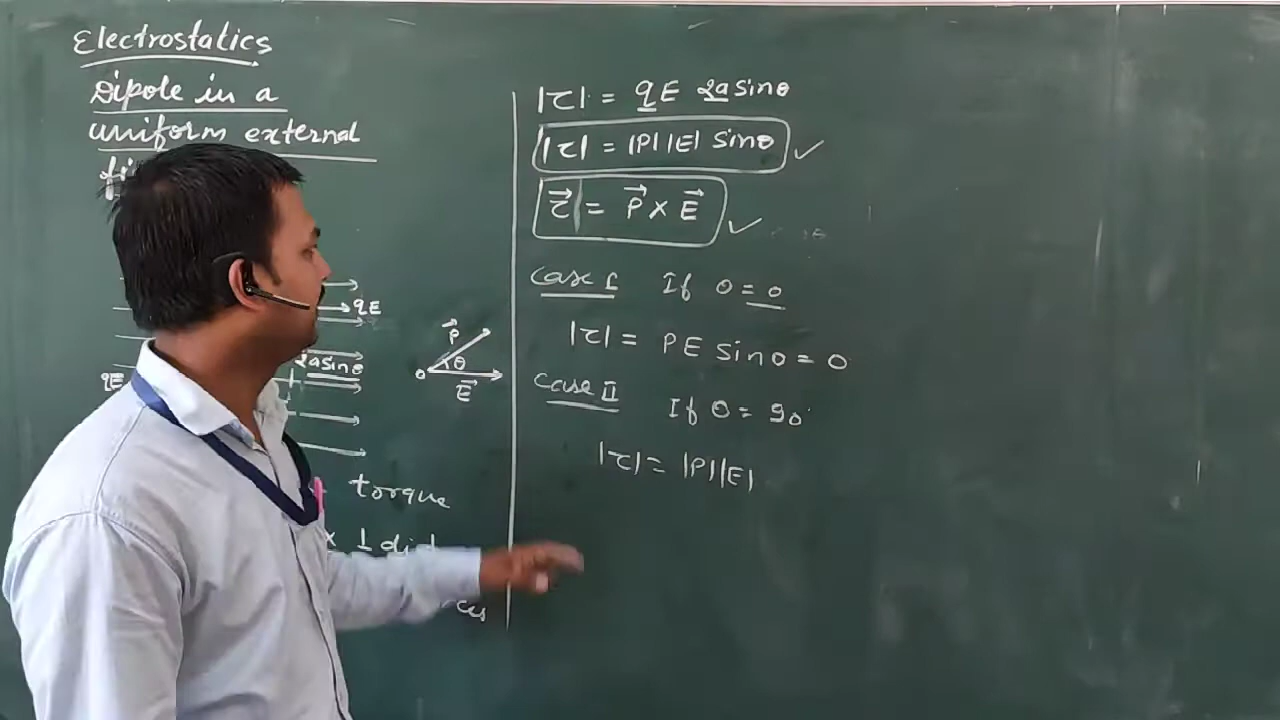 Electrostatics
Dipole in a
uniform external
qE
2a sinθ
qE
P⃗
θ
O
E⃗
torque
x ⊥ dist
|τ| = qE 2a sinθ
|τ| = |P||E| sinθ ✓
τ⃗ = P⃗ x E⃗ ✓
Case I If θ = 0
|τ| = PE sin0 = 0
Case II If θ = 90°
|τ| = |P||E|